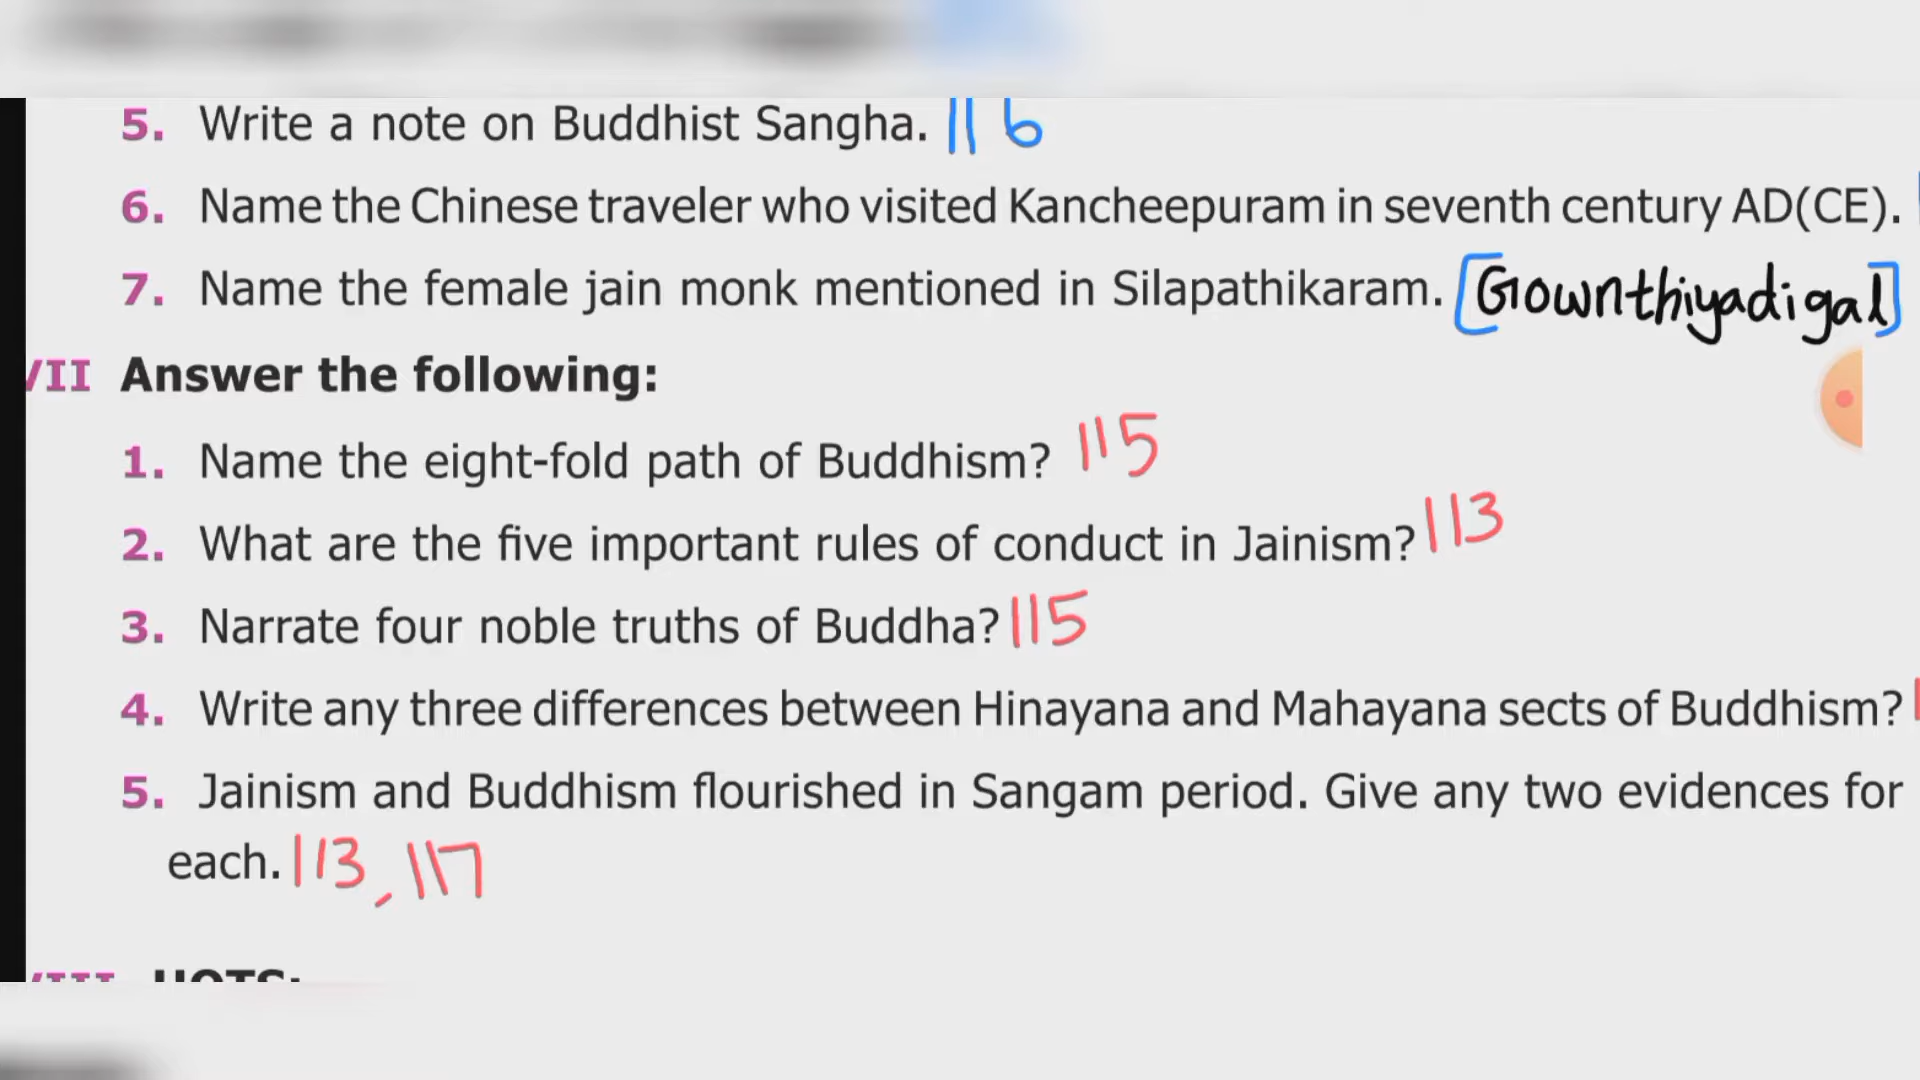 5. Write a note on Buddhist Sangha. 116
6. Name the Chinese traveler who visited Kancheepuram in seventh century AD(CE).
7. Name the female jain monk mentioned in Silapathikaram. [Gownthiyadigal]
VII Answer the following:
1. Name the eight-fold path of Buddhism? 115
2. What are the five important rules of conduct in Jainism? 113
3. Narrate four noble truths of Buddha? 115
4. Write any three differences between Hinayana and Mahayana sects of Buddhism?
5. Jainism and Buddhism flourished in Sangam period. Give any two evidences for
each. 113, 117
VIII HOTS: